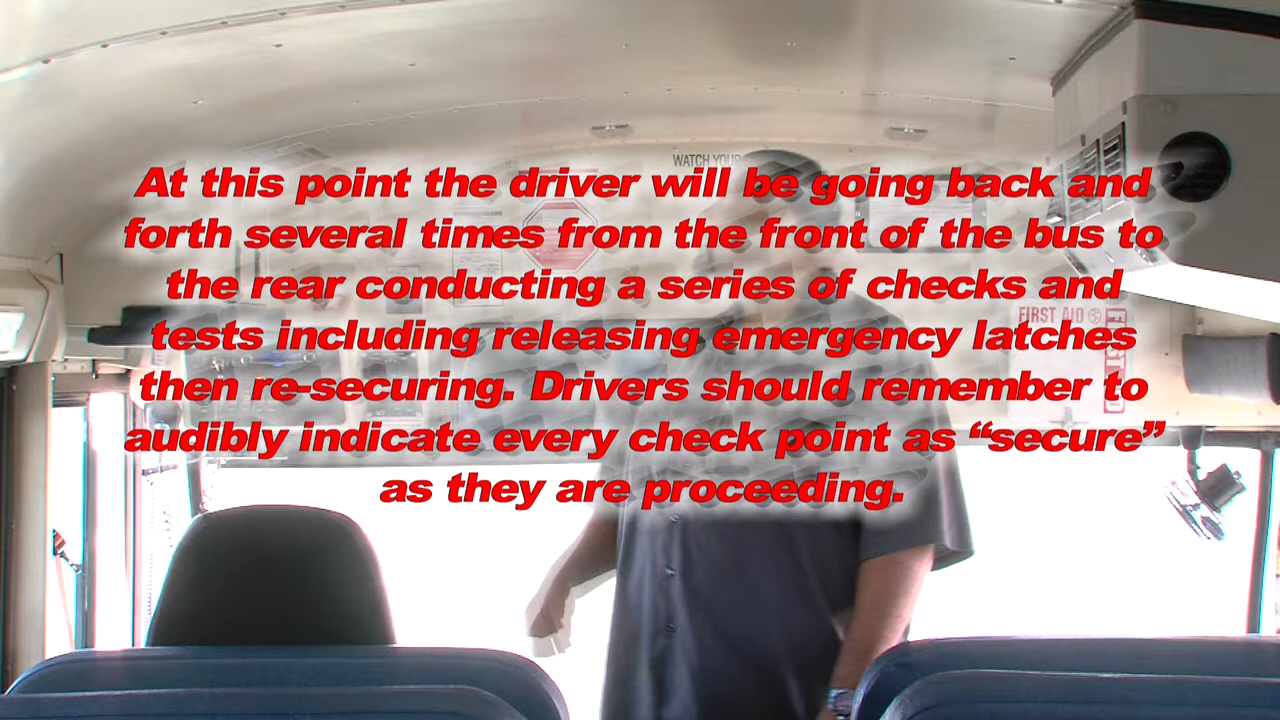 WATCH YOUR
At this point the driver will be going back and
forth several times from the front of the bus to
the rear conducting a series of checks and
FIRST AID
tests including releasing emergency latches
then re-securing. Drivers should remember to
audibly indicate every check point as “secure”
as they are proceeding.